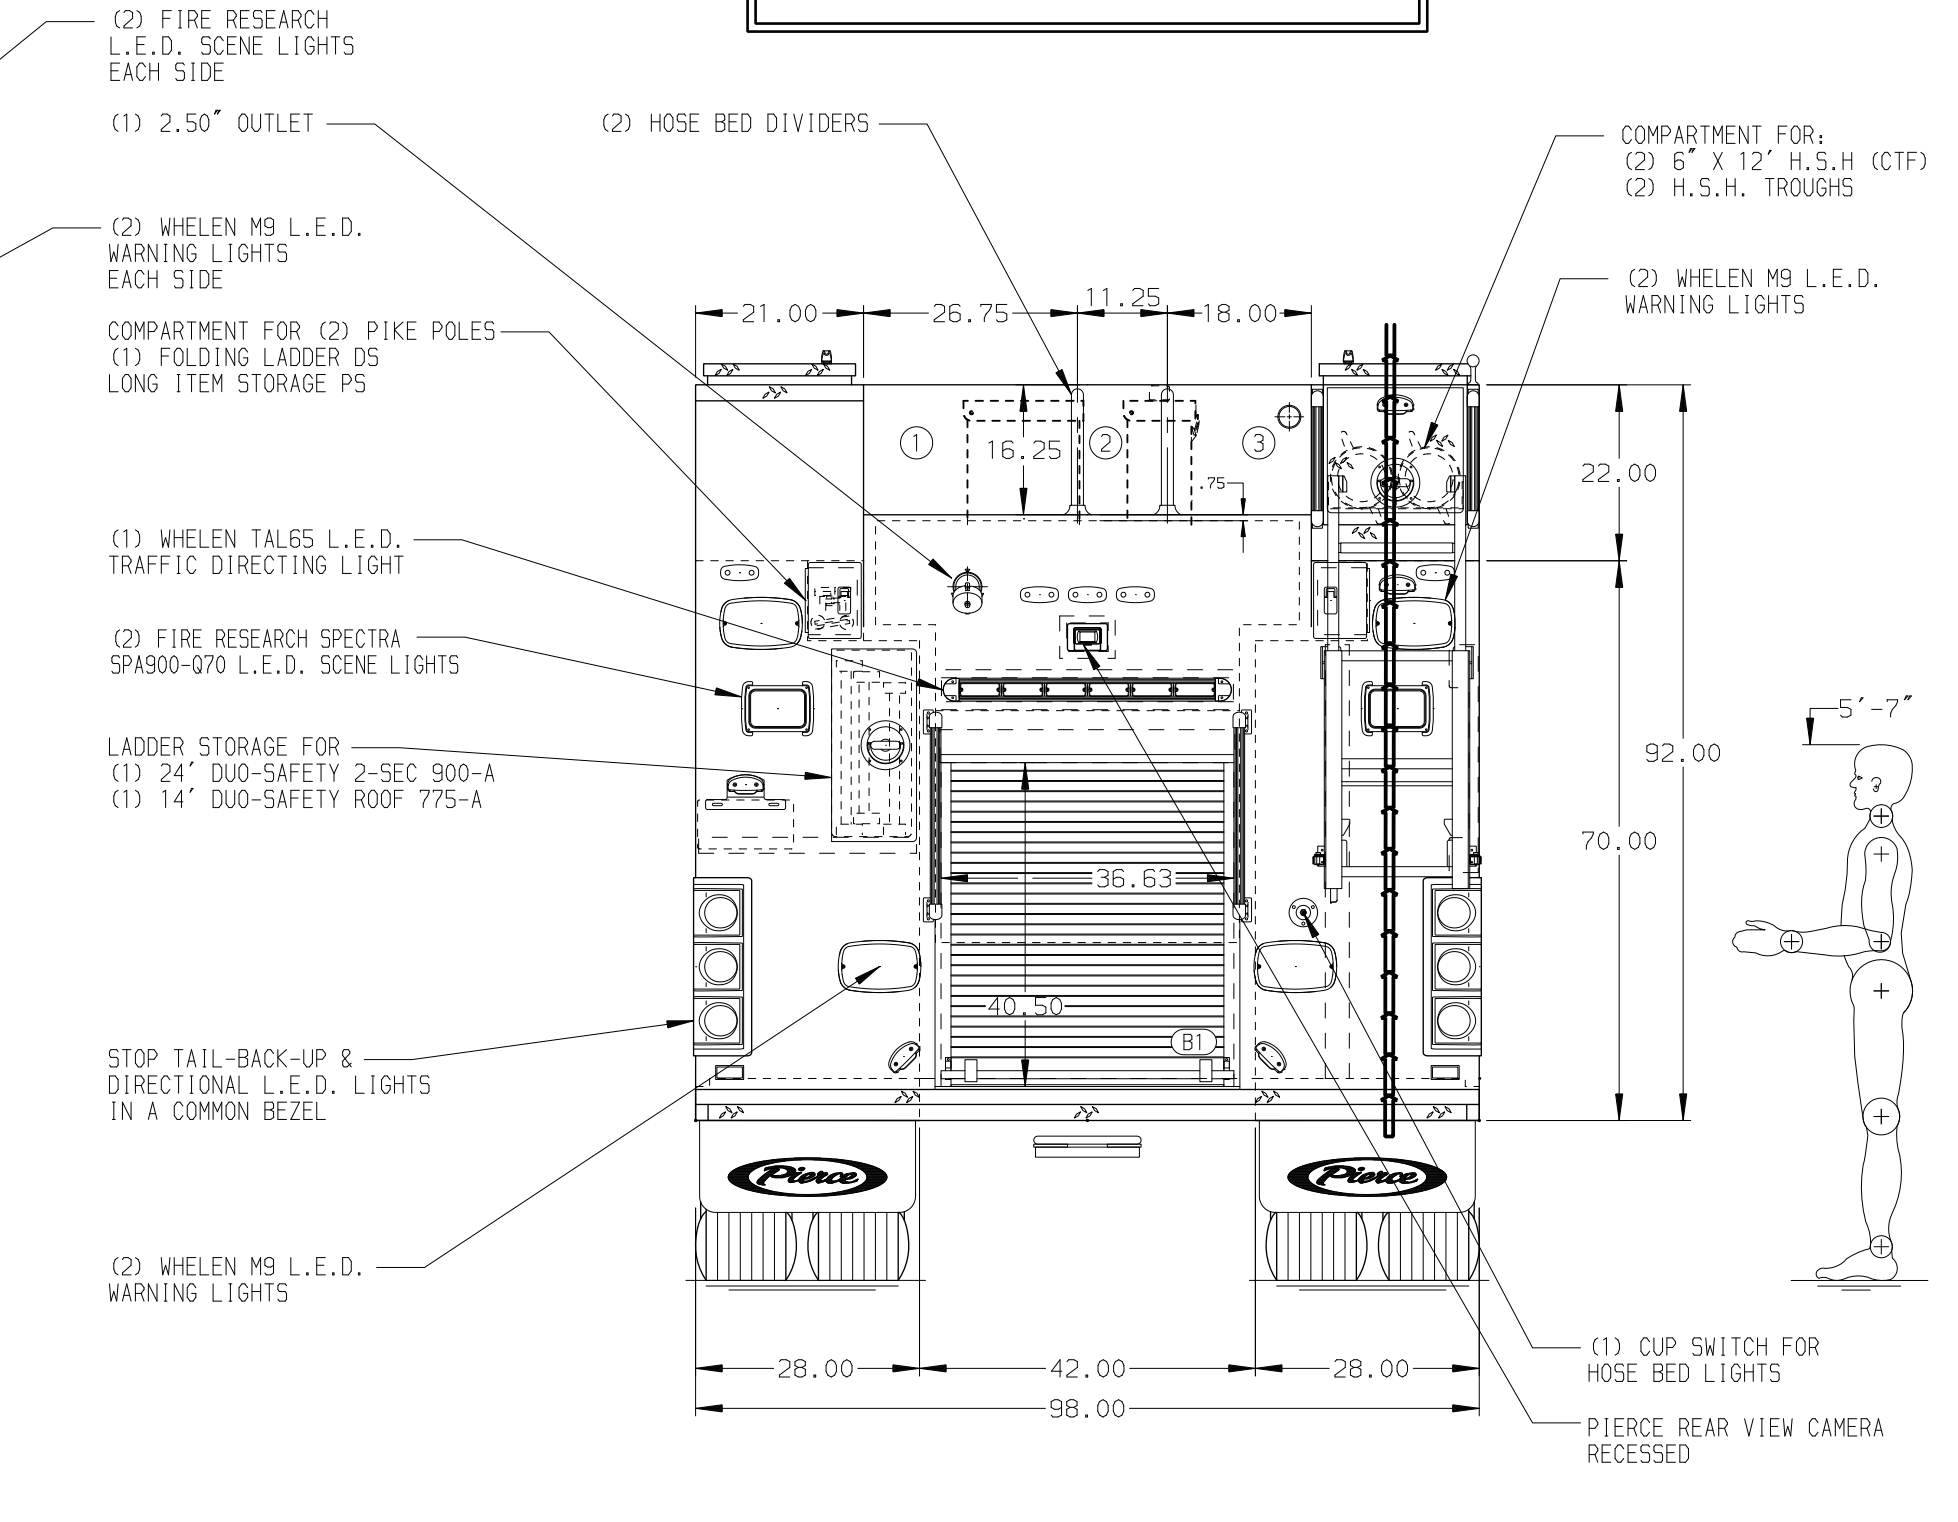 (2) FIRE RESEARCH
L.E.D. SCENE LIGHTS
EACH SIDE
(1) 2.50" OUTLET
(2) HOSE BED DIVIDERS
COMPARTMENT FOR:
(2) 6" X 12' H.S.H (CTF)
(2) H.S.H. TROUGHS
(2) WHELEN M9 L.E.D.
WARNING LIGHTS
EACH SIDE
(2) WHELEN M9 L.E.D.
WARNING LIGHTS
COMPARTMENT FOR (2) PIKE POLES
(1) FOLDING LADDER DS
LONG ITEM STORAGE PS
21.00
26.75
11.25
18.00
1
2
3
16.25
.75
22.00
(1) WHELEN TAL65 L.E.D.
TRAFFIC DIRECTING LIGHT
(2) FIRE RESEARCH SPECTRA
SPA900-Q70 L.E.D. SCENE LIGHTS
LADDER STORAGE FOR
(1) 24' DUO-SAFETY 2-SEC 900-A
(1) 14' DUO-SAFETY ROOF 775-A
5'-7"
92.00
70.00
36.63
40.50
B1
STOP TAIL-BACK-UP &
DIRECTIONAL L.E.D. LIGHTS
IN A COMMON BEZEL
Pierce
Pierce
(2) WHELEN M9 L.E.D.
WARNING LIGHTS
28.00
42.00
28.00
98.00
(1) CUP SWITCH FOR
HOSE BED LIGHTS
PIERCE REAR VIEW CAMERA
RECESSED